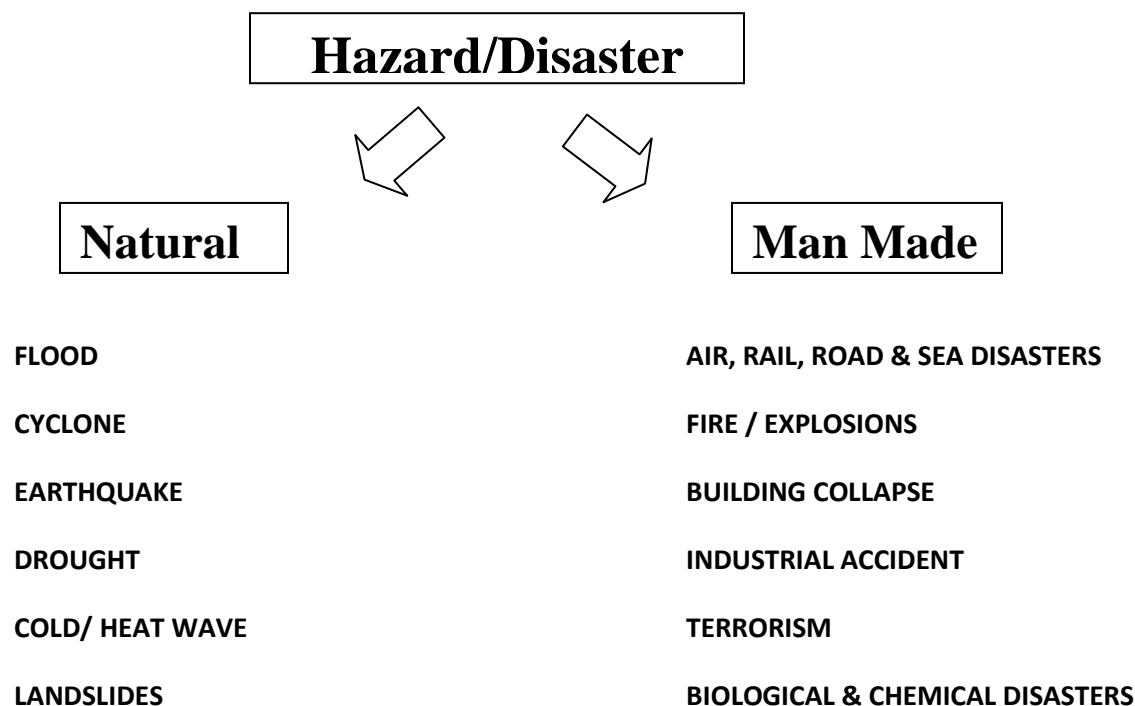 Hazard/Disaster
Natural
Man Made
FLOOD
AIR, RAIL, ROAD & SEA DISASTERS
CYCLONE
FIRE / EXPLOSIONS
EARTHQUAKE
BUILDING COLLAPSE
DROUGHT
INDUSTRIAL ACCIDENT
COLD/ HEAT WAVE
TERRORISM
LANDSLIDES
BIOLOGICAL & CHEMICAL DISASTERS